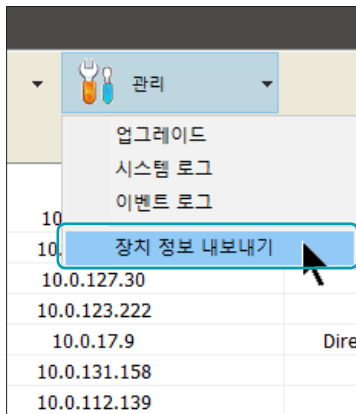 관리
업그레이드
시스템 로그
이벤트 로그
10
10.
장치 정보 내보내기
10.0.127.30
10.0.123.222
10.0.17.9 Dire
10.0.131.158
10.0.112.139